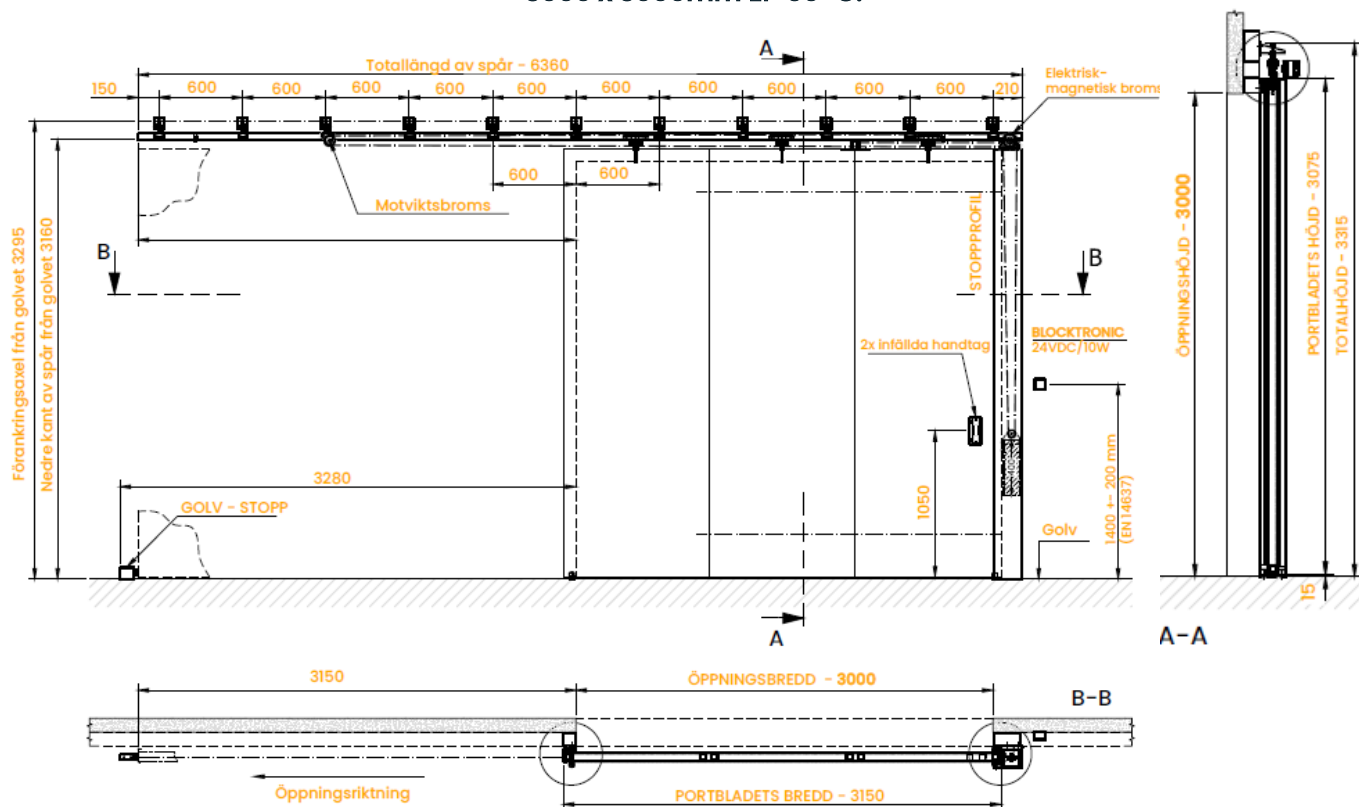 A
Totallängd av spår - 6360
150
600
600
600
600
600
600
600
600
600
600
210
Elektrisk-
magnetisk broms
600
600
Motviktsbroms
B
B
STOPPPROFIL
Förankringsaxel från golvet 3295
Nedre kant av spår från golvet 3160
BLOCKTRONIC
24VDC/10W
2x infällda handtag
3280
GOLV - STOPP
1050
1400 +- 200 mm
(EN 14637)
Golv
A
ÖPPNINGSHÖJD - 3000
PORTBLADETS HÖJD - 3075
TOTALHÖJD - 3315
15
A-A
3150
ÖPPNINGSBREDD - 3000
B-B
Öppningsriktning
PORTBLADETS BREDD - 3150